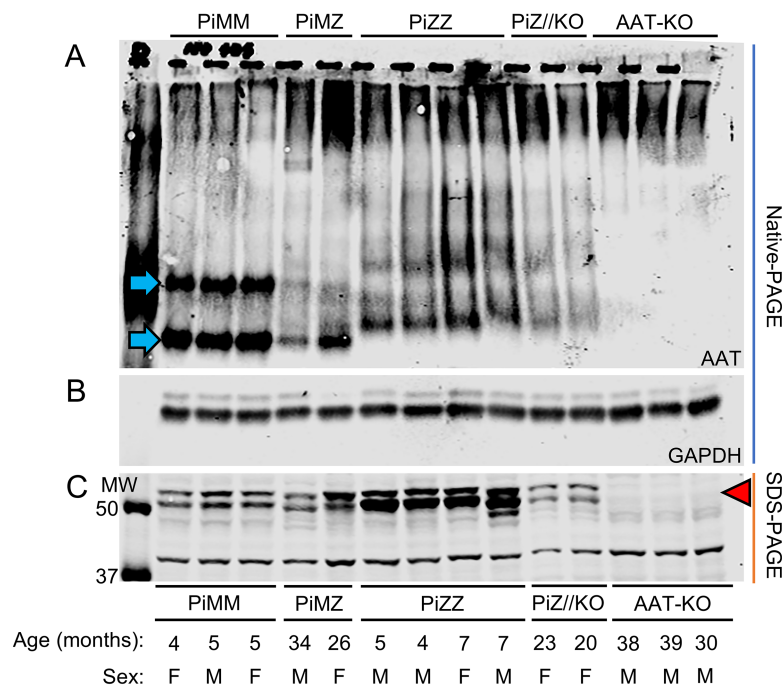 PiMM PiMZ PiZZ PiZ//KO AAT-KO
A
Native-PAGE
AAT
B
GAPDH
C MW
50
37
SDS-PAGE
PiMM PiMZ PiZZ PiZ//KO AAT-KO
Age (months): 4 5 5 34 26 5 4 7 7 23 20 38 39 30
Sex: F M F M F M M F M F F M M M